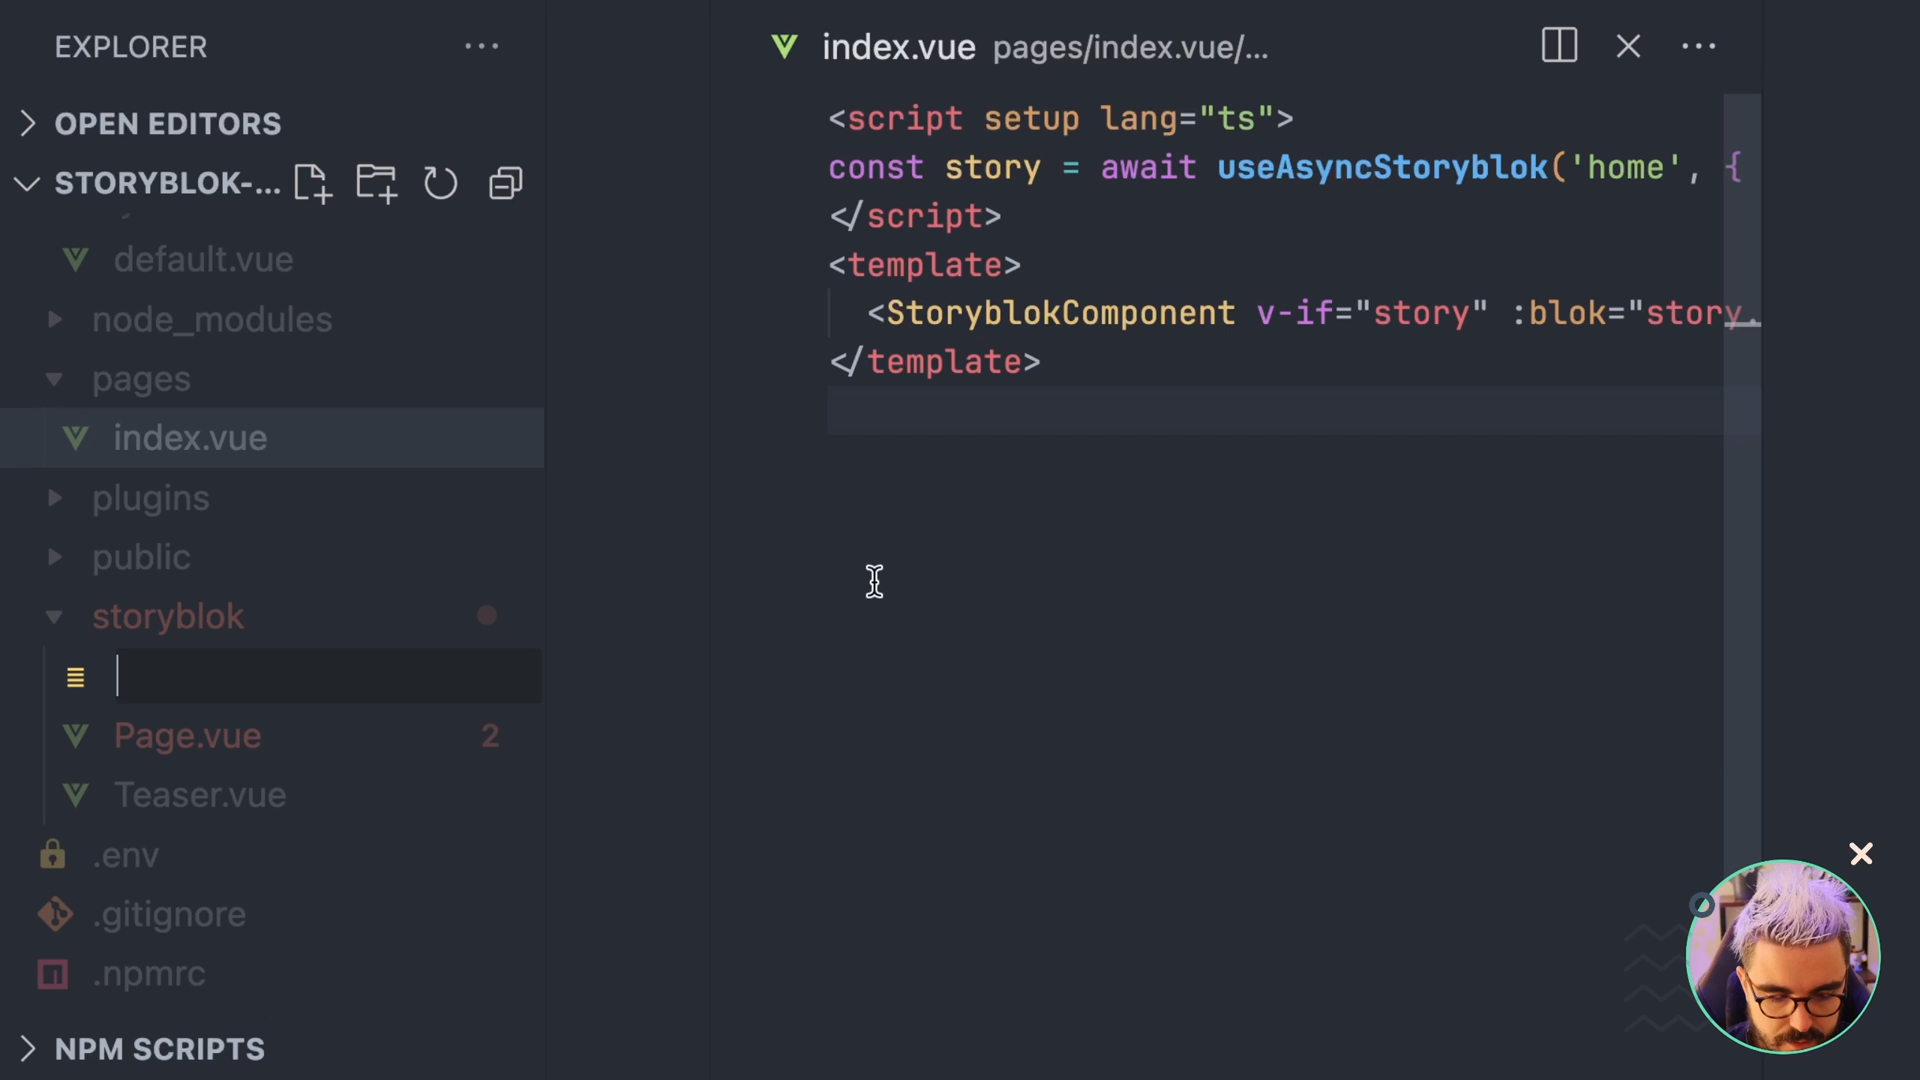 EXPLORER
OPEN EDITORS
STORYBLOK-...
default.vue
node_modules
pages
index.vue
plugins
public
storyblok
Page.vue 2
Teaser.vue
.env
.gitignore
.npmrc
NPM SCRIPTS
index.vue pages/index.vue/...
<script setup lang="ts">
const story = await useAsyncStoryblok('home', {
</script>
<template>
<StoryblokComponent v-if="story" :blok="story.
</template>